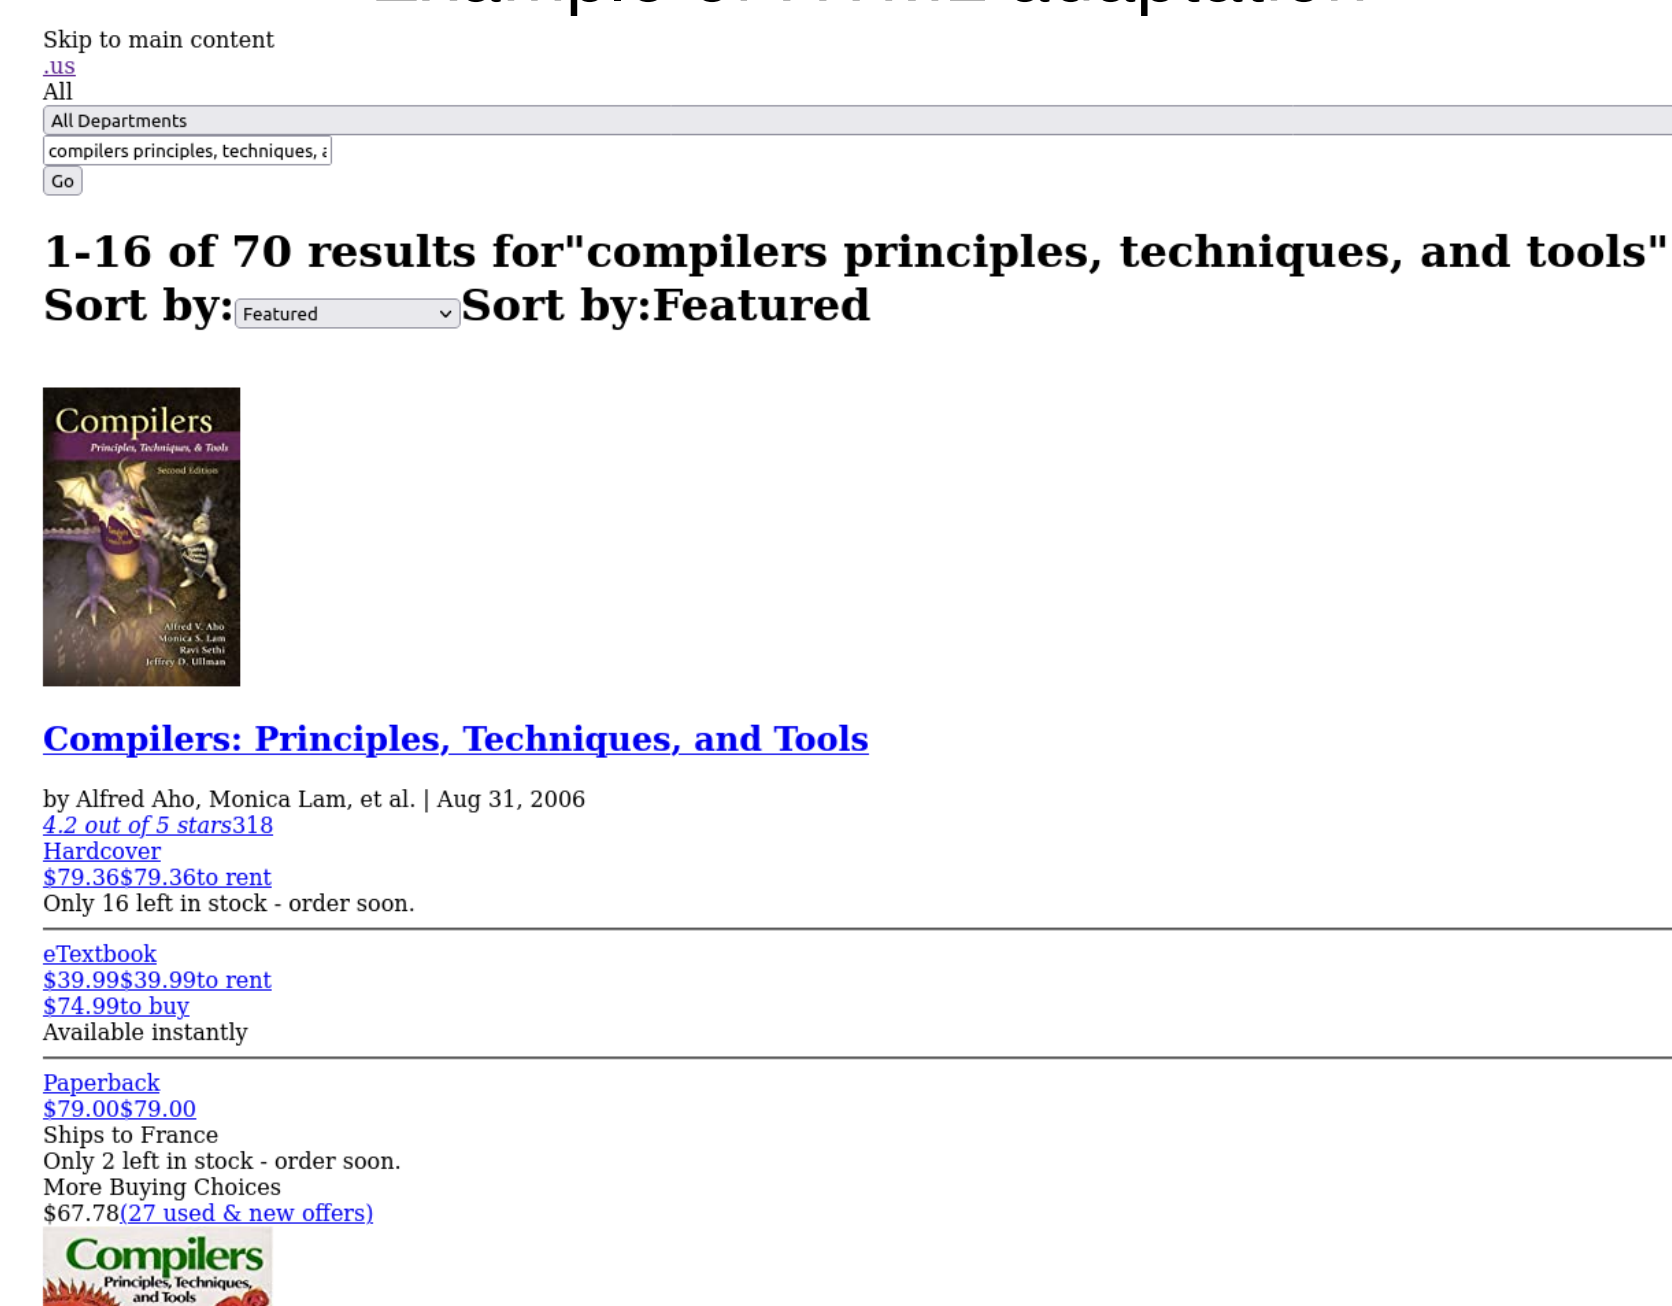 Example of HTML adaptation
Skip to main content
.us
All
All Departments
compilers principles, techniques, a
Go
1-16 of 70 results for"compilers principles, techniques, and tools"
Sort by:FeaturedSort by:Featured
Compilers
Principles, Techniques, & Tools
Second Edition
Alfred V. Aho
Monica S. Lam
Ravi Sethi
Jeffrey D. Ullman
Compilers: Principles, Techniques, and Tools
by Alfred Aho, Monica Lam, et al. | Aug 31, 2006
4.2 out of 5 stars318
Hardcover
$79.36$79.36to rent
Only 16 left in stock - order soon.
eTextbook
$39.99$39.99to rent
$74.99to buy
Available instantly
Paperback
$79.00$79.00
Ships to France
Only 2 left in stock - order soon.
More Buying Choices
$67.78(27 used & new offers)
Compilers
Principles, Techniques,
and Tools